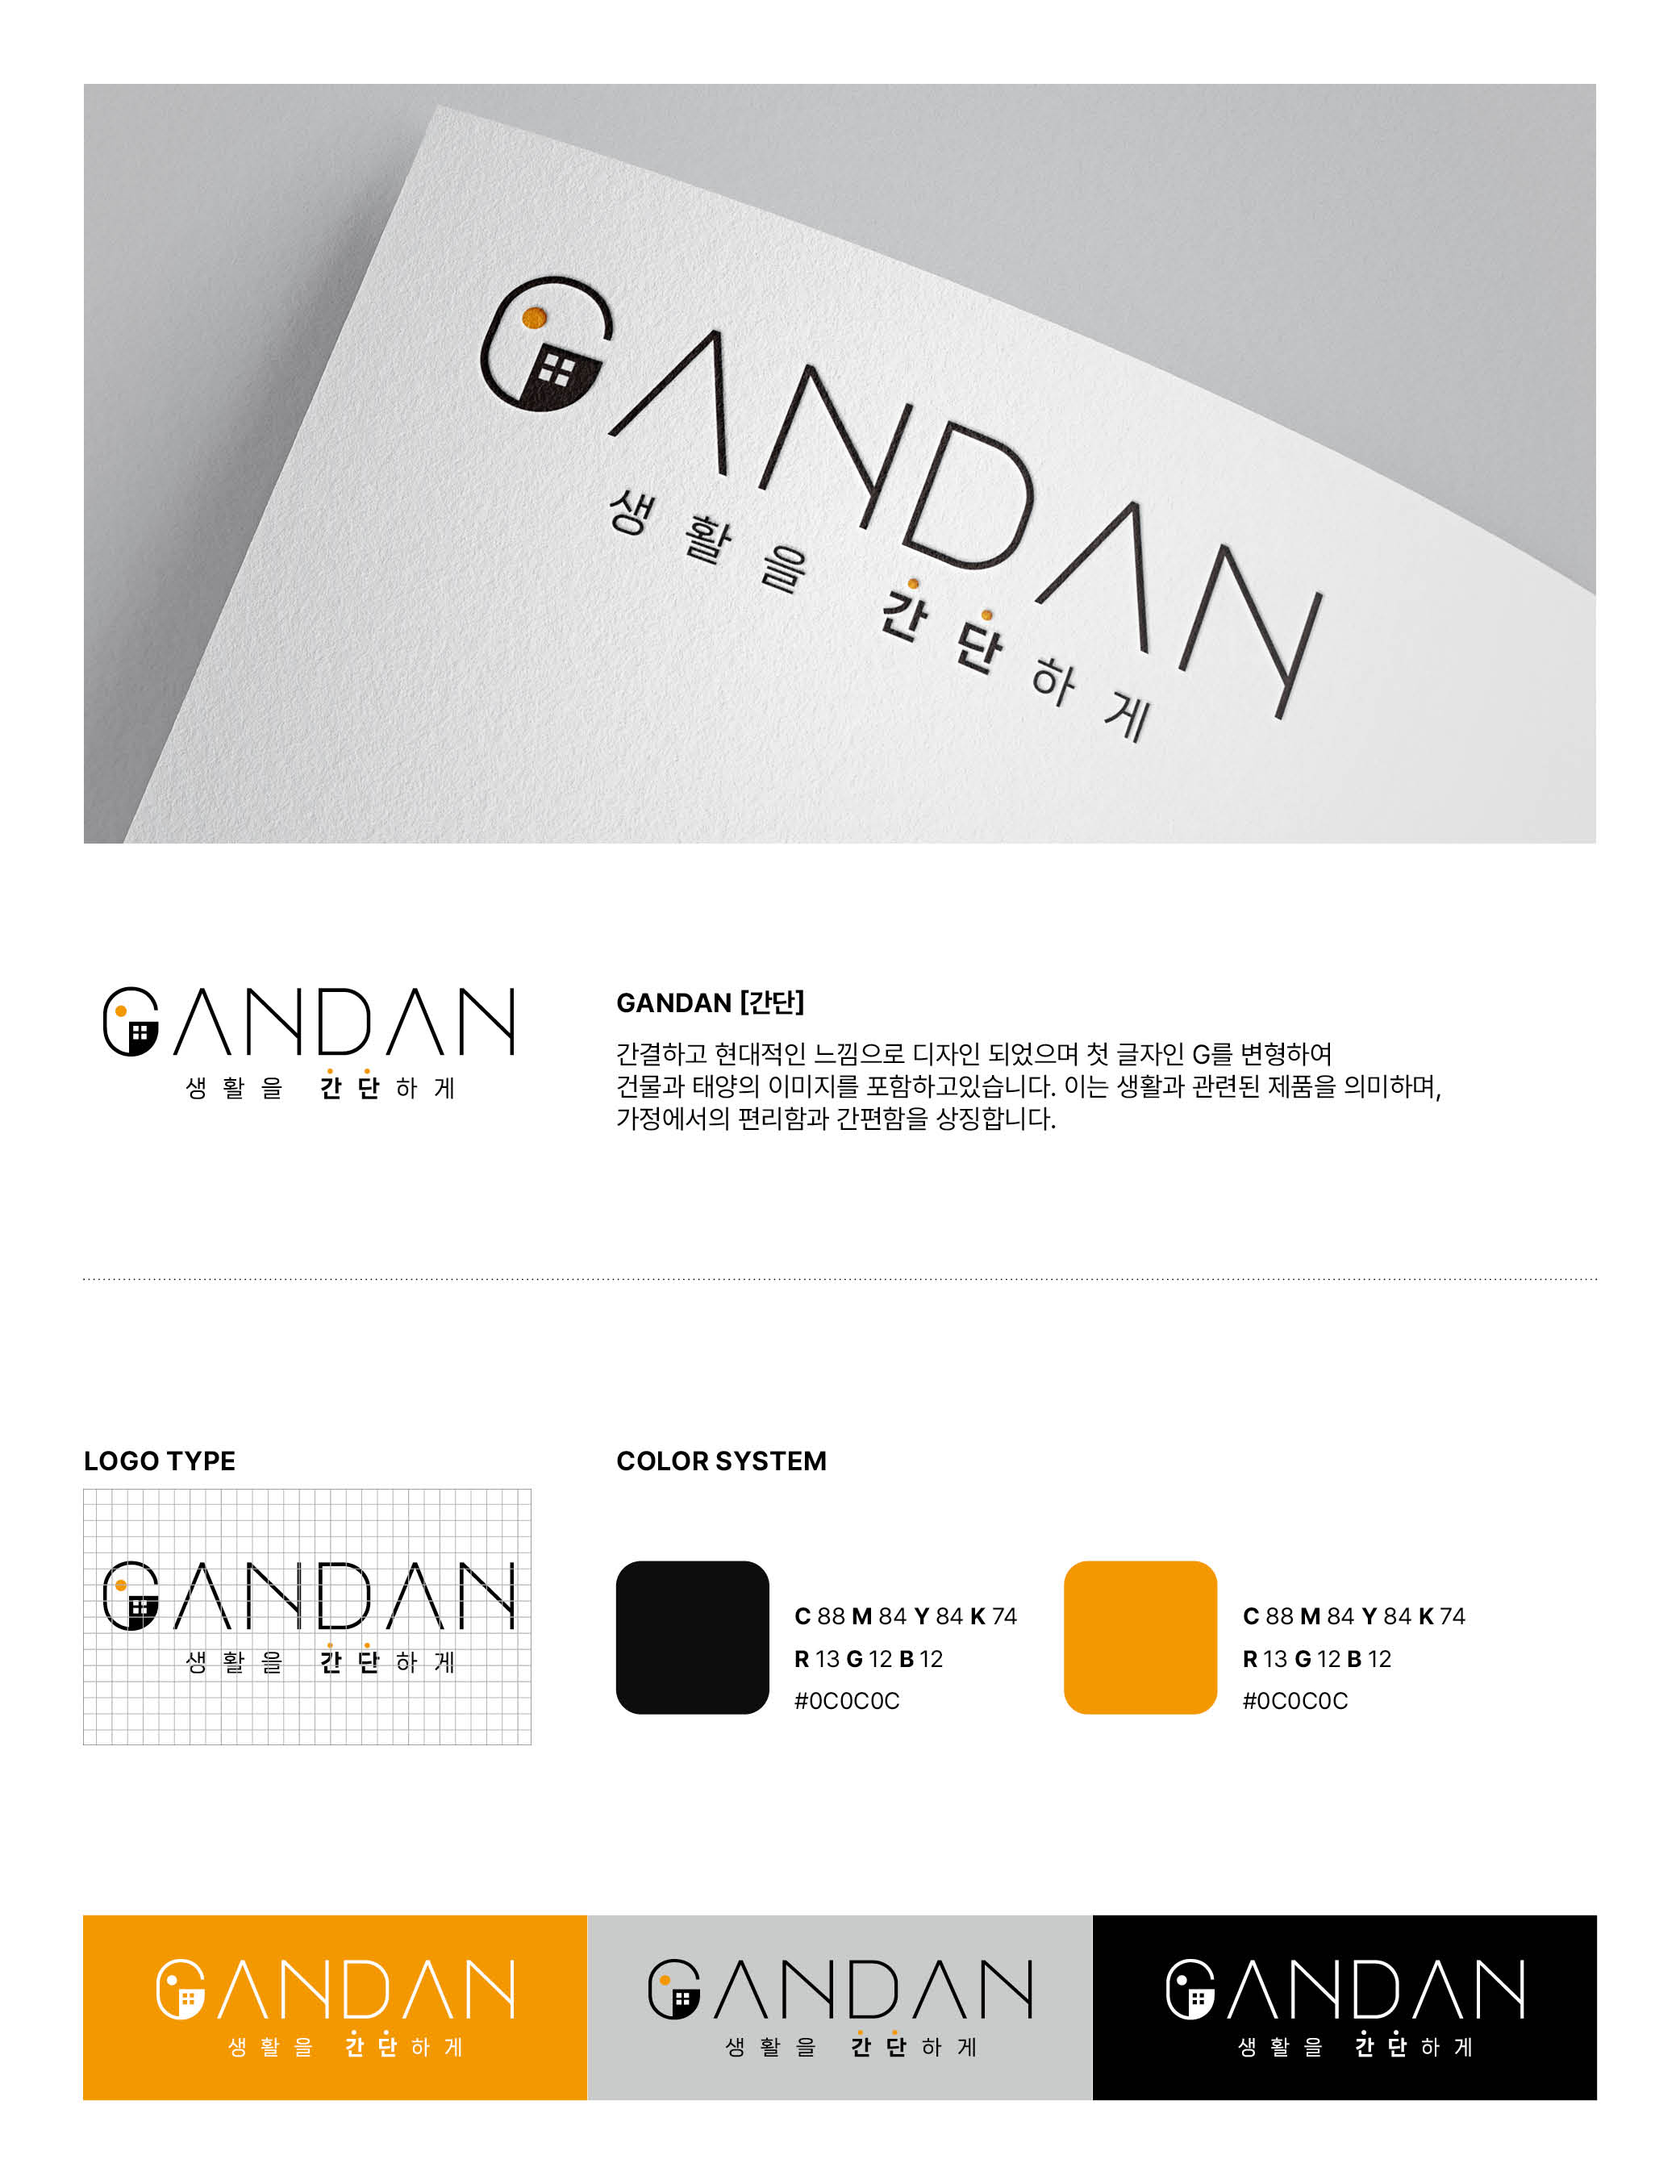 GANDAN
생활을 간단하게
GANDAN
생활을 간단하게
GANDAN [간단]
간결하고 현대적인 느낌으로 디자인 되었으며 첫 글자인 G를 변형하여
건물과 태양의 이미지를 포함하고있습니다. 이는 생활과 관련된 제품을 의미하며,
가정에서의 편리함과 간편함을 상징합니다.
LOGO TYPE
GANDAN
생활을 간단하게
COLOR SYSTEM
C 88 M 84 Y 84 K 74
R 13 G 12 B 12
#0C0C0C
C 88 M 84 Y 84 K 74
R 13 G 12 B 12
#0C0C0C
GANDAN
생활을 간단하게
GANDAN
생활을 간단하게
GANDAN
생활을 간단하게